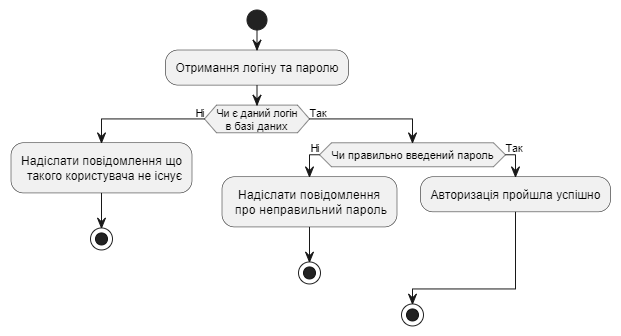 Отримання логіну та паролю
Чи є даний логін
в базі даних
Ні
Так
Надіслати повідомлення що
такого користувача не існує
Чи правильно введений пароль
Ні
Так
Надіслати повідомлення
про неправильний пароль
Авторизація пройшла успішно